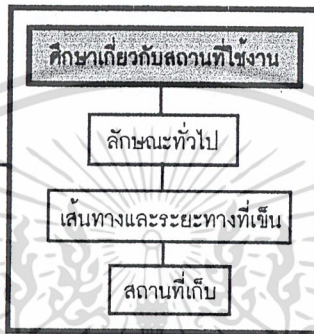 ศึกษาเกี่ยวกับสถานที่ใช้งาน
ลักษณะทั่วไป
เส้นทางและระยะทางที่เข็น
สถานที่เก็บ